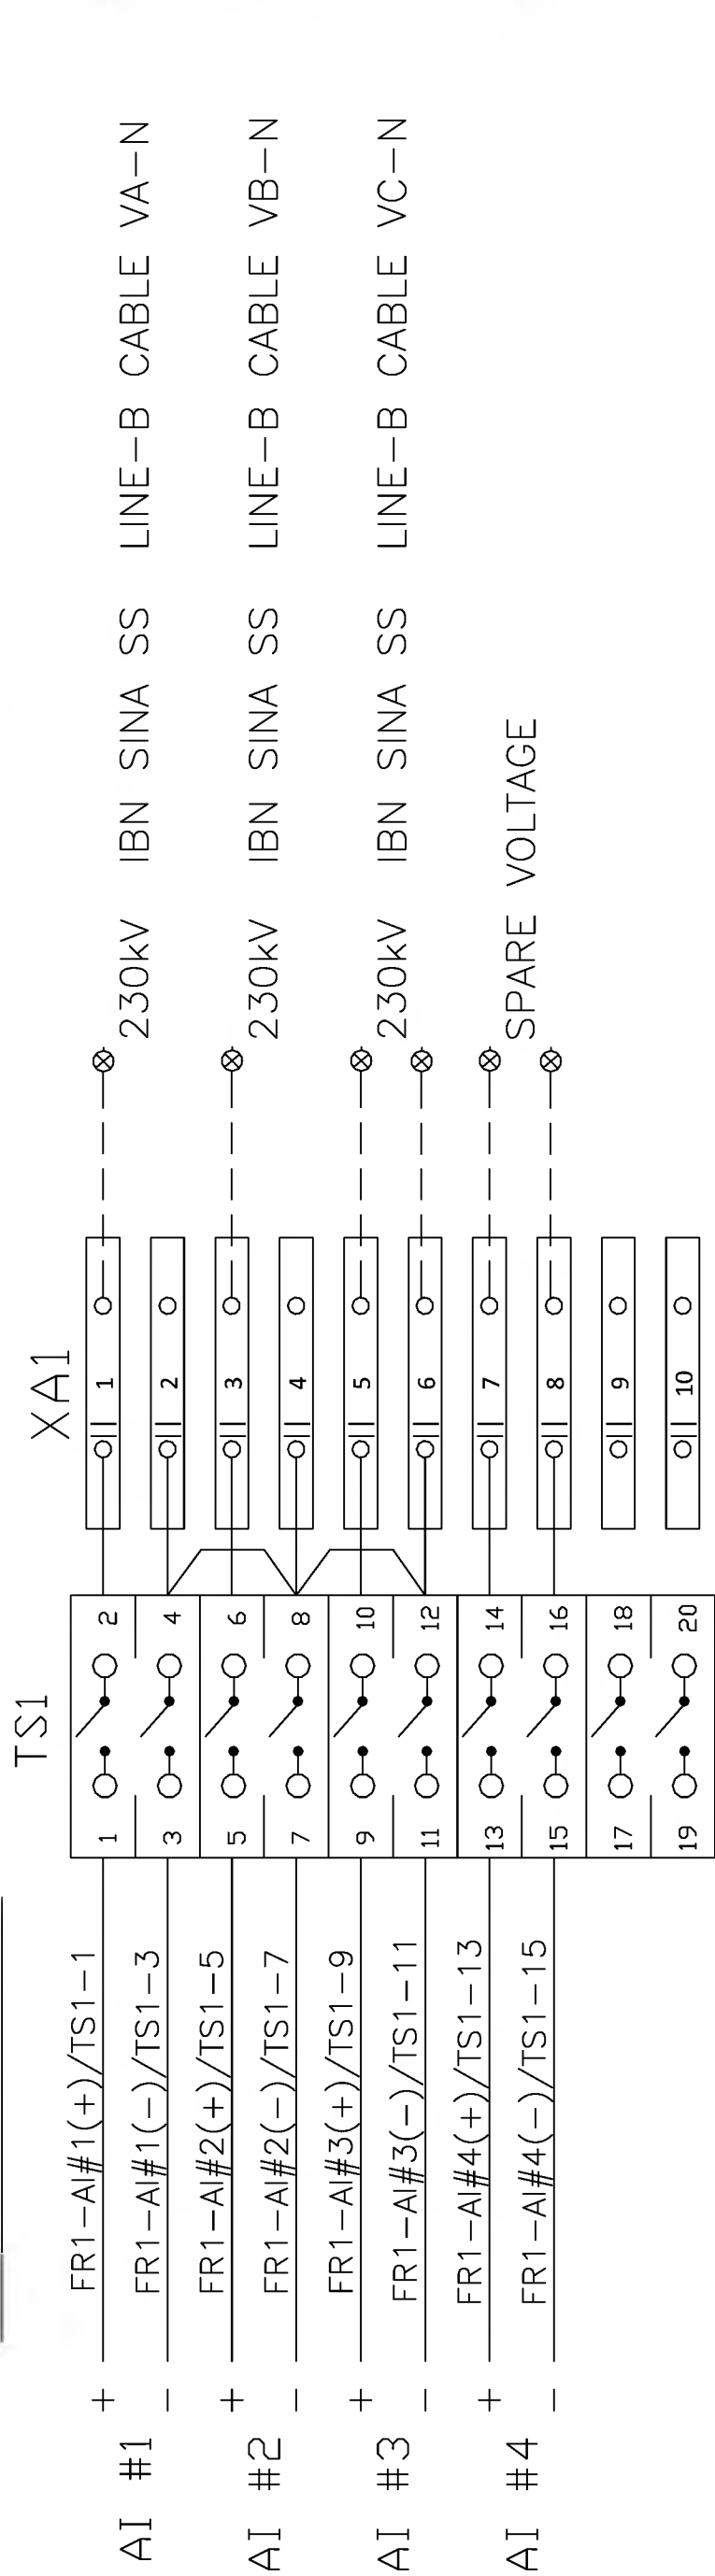 TS1
XA1
AI #1
+
FR1-AI#1(+)/TS1-1
1
2
1
230kV IBN SINA SS LINE-B CABLE VA-N
-
FR1-AI#1(-)/TS1-3
3
4
2
AI #2
+
FR1-AI#2(+)/TS1-5
5
6
3
230kV IBN SINA SS LINE-B CABLE VB-N
-
FR1-AI#2(-)/TS1-7
7
8
4
AI #3
+
FR1-AI#3(+)/TS1-9
9
10
5
230kV IBN SINA SS LINE-B CABLE VC-N
-
FR1-AI#3(-)/TS1-11
11
12
6
AI #4
+
FR1-AI#4(+)/TS1-13
13
14
7
SPARE VOLTAGE
-
FR1-AI#4(-)/TS1-15
15
16
8
17
18
9
19
20
10